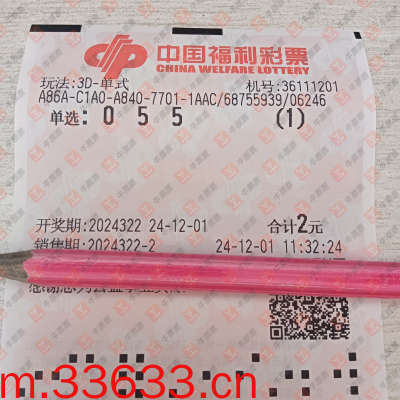 中国福利彩票
CHINA WELFARE LOTTERY
玩法:3D-单式 机号:36111201
A86A-C1A0-A840-7701-1AAC/68755939/06246
单选: 0 5 5 (1)
开奖期:2024322 24-12-01 合计2元
销售期:2024322-2 24-12-01 11:32:24
m.33633.cn